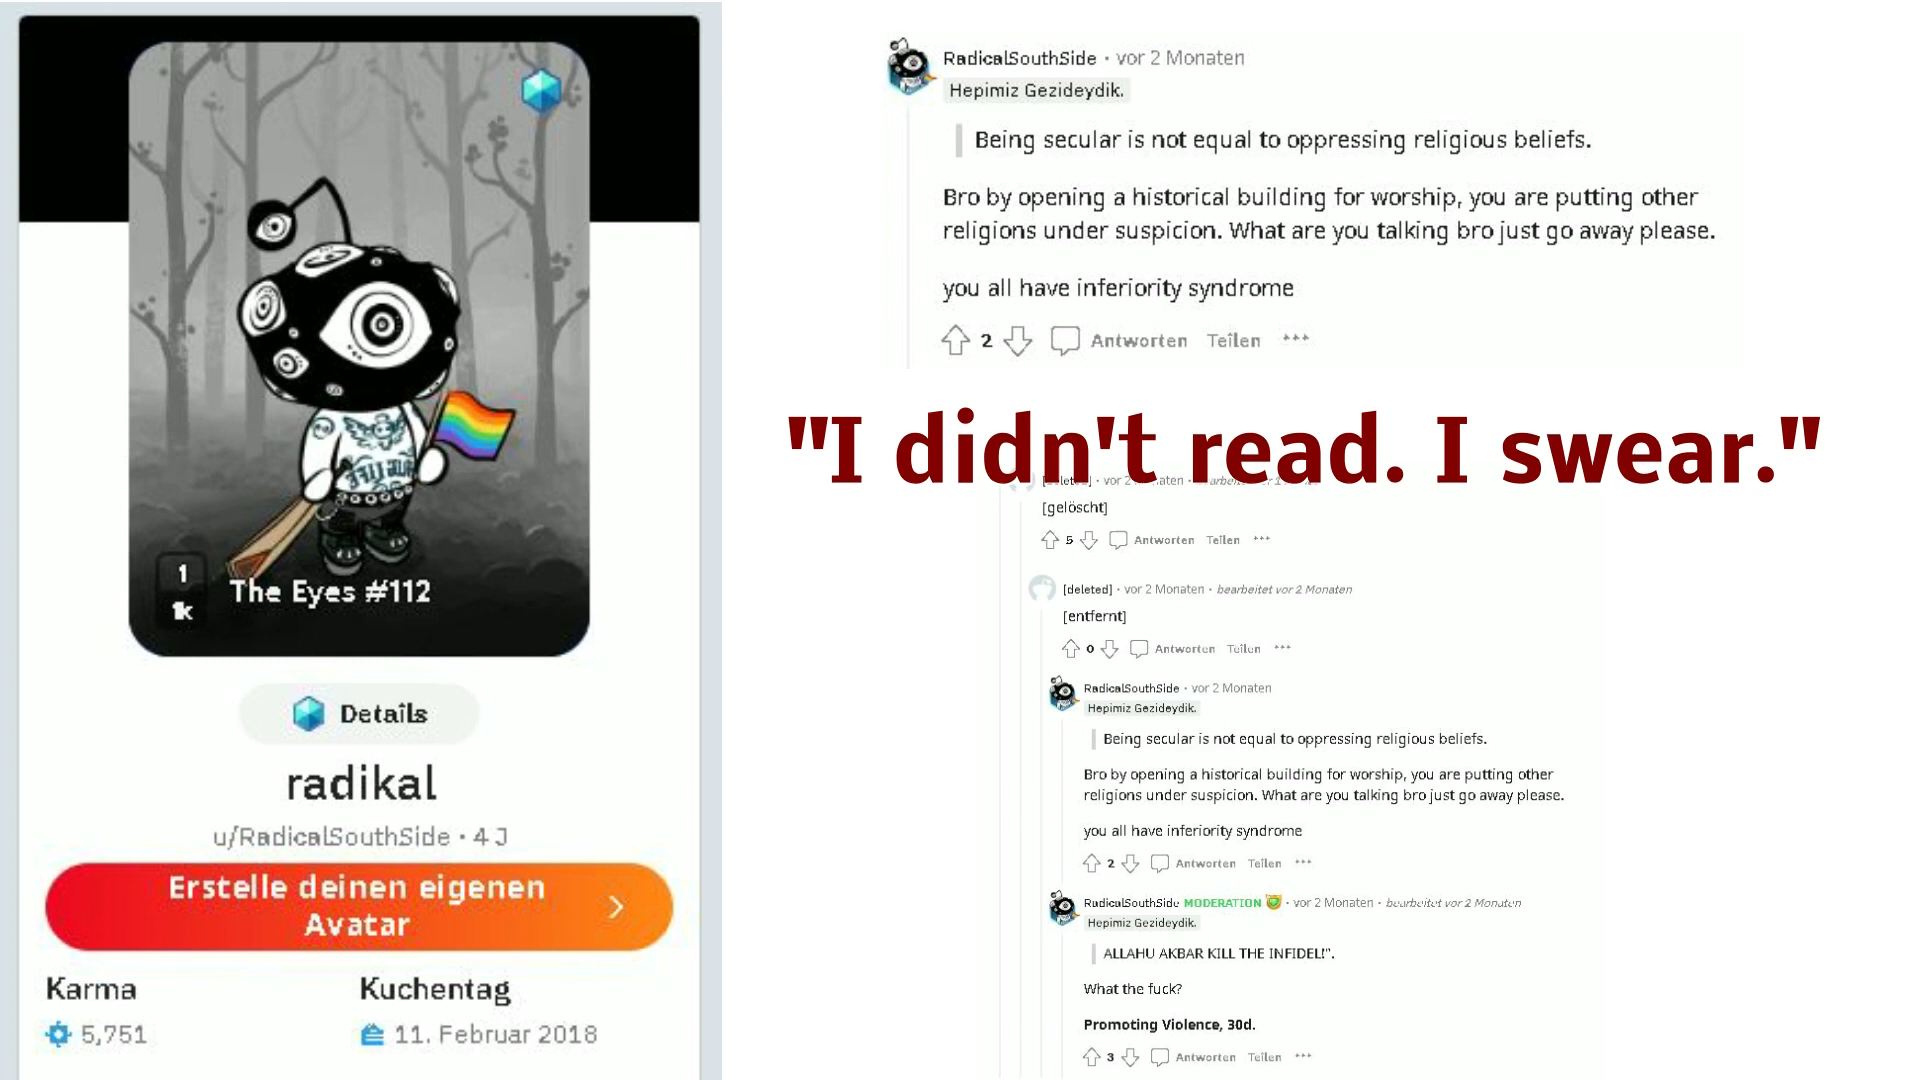 1
1k
The Eyes #112
Details
radikal
u/RadicalSouthSide · 4 J
Erstelle deinen eigenen
Avatar
Karma
Kuchentag
5,751
11. Februar 2018
RadicalSouthSide · vor 2 Monaten
Hepimiz Gezideydik.
Being secular is not equal to oppressing religious beliefs.
Bro by opening a historical building for worship, you are putting other
religions under suspicion. What are you talking bro just go away please.
you all have inferiority syndrome
2 Antworten Teilen ···
"I didn't read. I swear."
[gelöscht]
5 Antworten Teilen ···
[deleted] · vor 2 Monaten · bearbeitet vor 2 Monaten
[entfernt]
0 Antworten Teilen ···
RadicalSouthSide · vor 2 Monaten
Hepimiz Gezideydik.
Being secular is not equal to oppressing religious beliefs.
Bro by opening a historical building for worship, you are putting other
religions under suspicion. What are you talking bro just go away please.
you all have inferiority syndrome
2 Antworten Teilen ···
RadicalSouthSide MODERATION · vor 2 Monaten · bearbeitet vor 2 Monaten
Hepimiz Gezideydik.
ALLAHU AKBAR KILL THE INFIDEL!".
What the fuck?
Promoting Violence, 30d.
3 Antworten Teilen ···